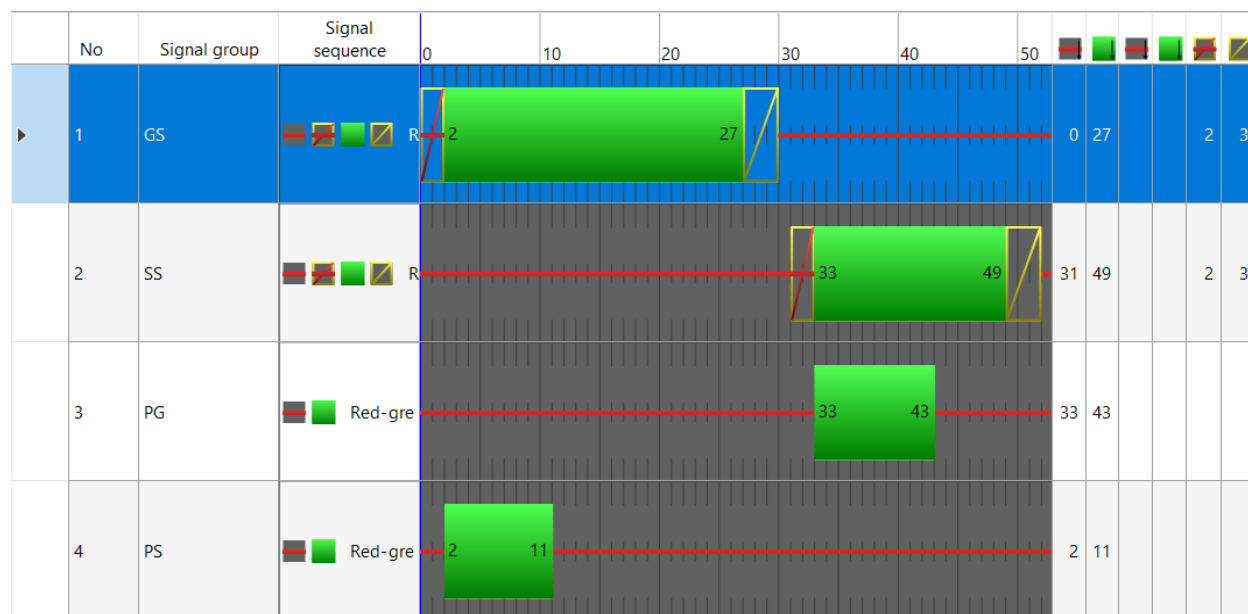 No Signal group Signal sequence 0 10 20 30 40 50
1 GS R 2 27 0 27 2 3
2 SS R 33 49 31 49 2 3
3 PG Red-gre 33 43 33 43
4 PS Red-gre 2 11 2 11